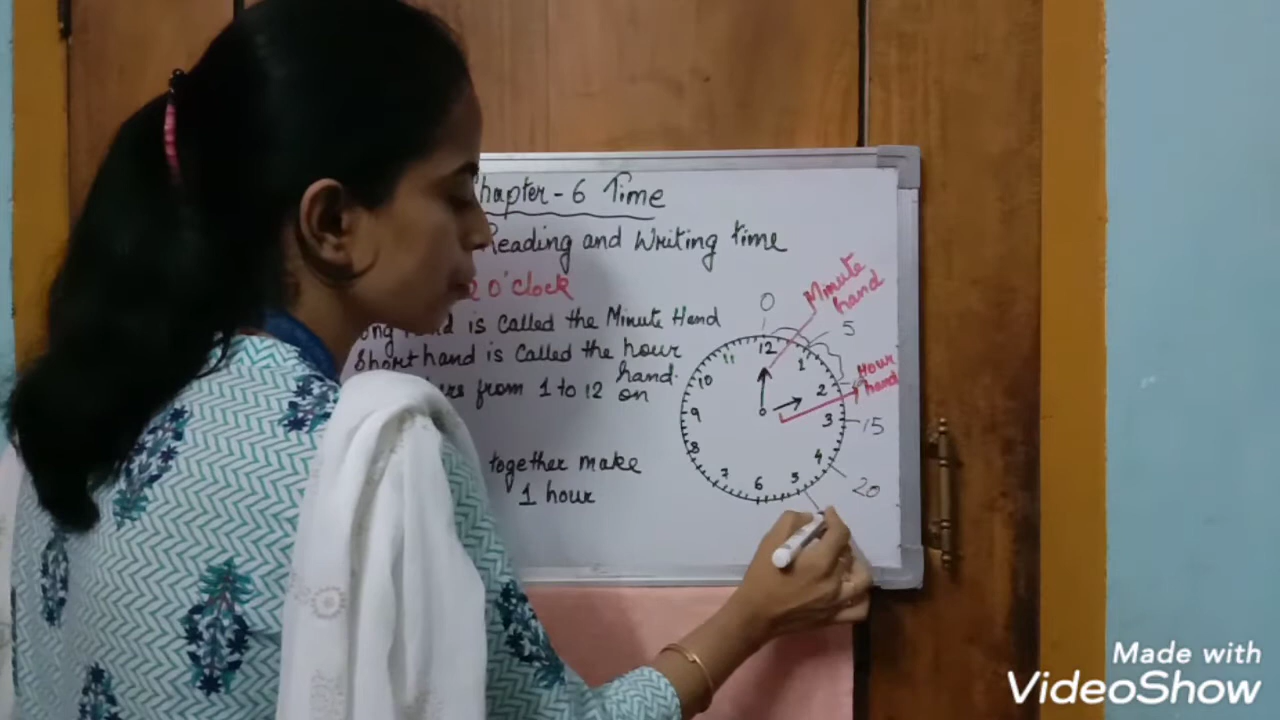 Chapter - 6 Time
Reading and Writing time
2 O'clock
is called the Minute Hand
Short hand is called the hour
hand.
from 1 to 12 on
together make
1 hour
Minute
hand
Hour
hand
0
5
15
20
12
1
2
3
4
5
6
7
8
9
10
11
Made with
VideoShow